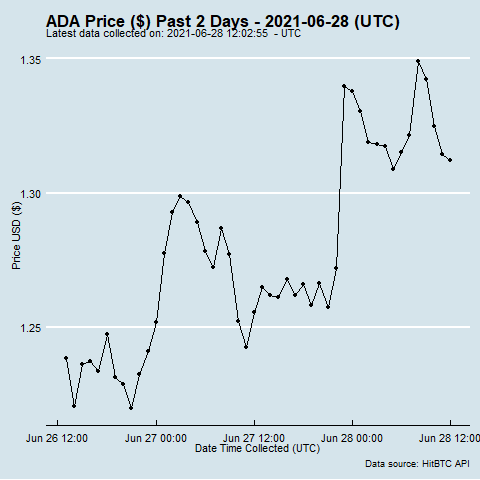 ADA Price ($) Past 2 Days - 2021-06-28 (UTC)
Latest data collected on: 2021-06-28 12:02:55  - UTC
1.35
1.30
1.25
Price USD ($)
Jun 26 12:00 Jun 27 00:00 Jun 27 12:00 Jun 28 00:00 Jun 28 12:00
Date Time Collected (UTC)
Data source: HitBTC API